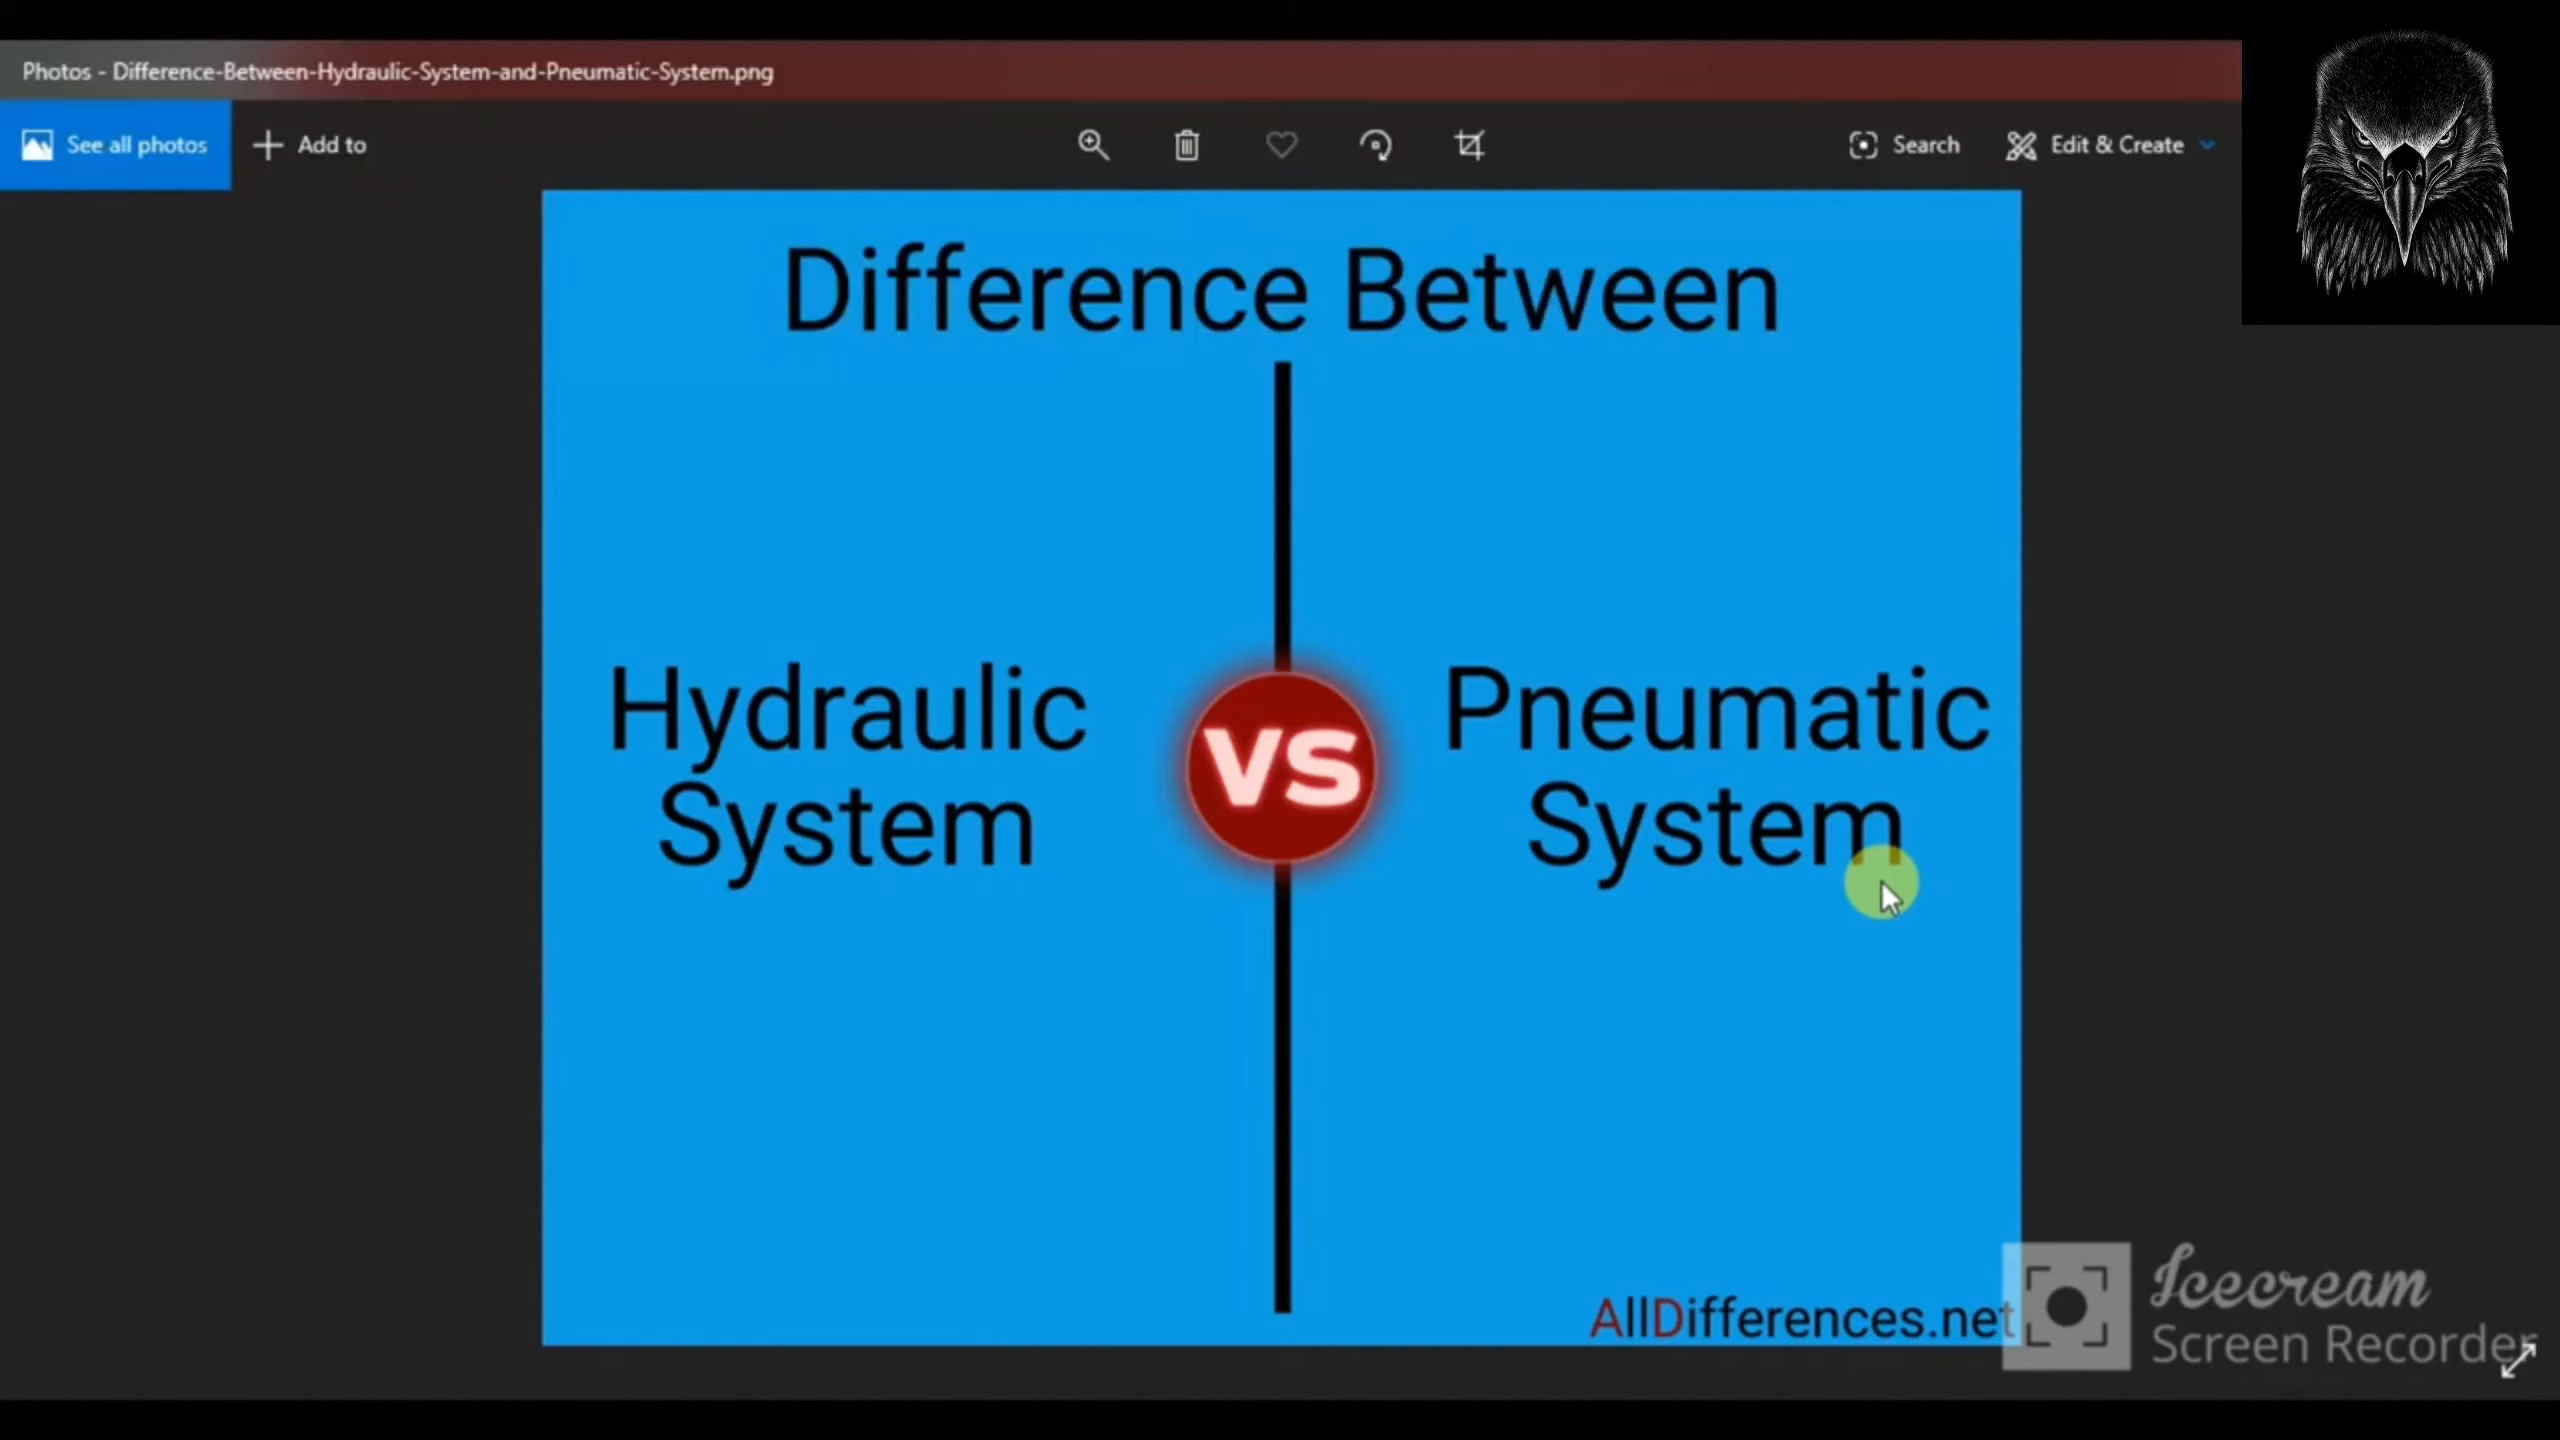 Photos - Difference-Between-Hydraulic-System-and-Pneumatic-System.png
See all photos
Add to
Search
Edit & Create
Difference Between
Hydraulic
System
VS
Pneumatic
System
AllDifferences.net
Icecream
Screen Recorder